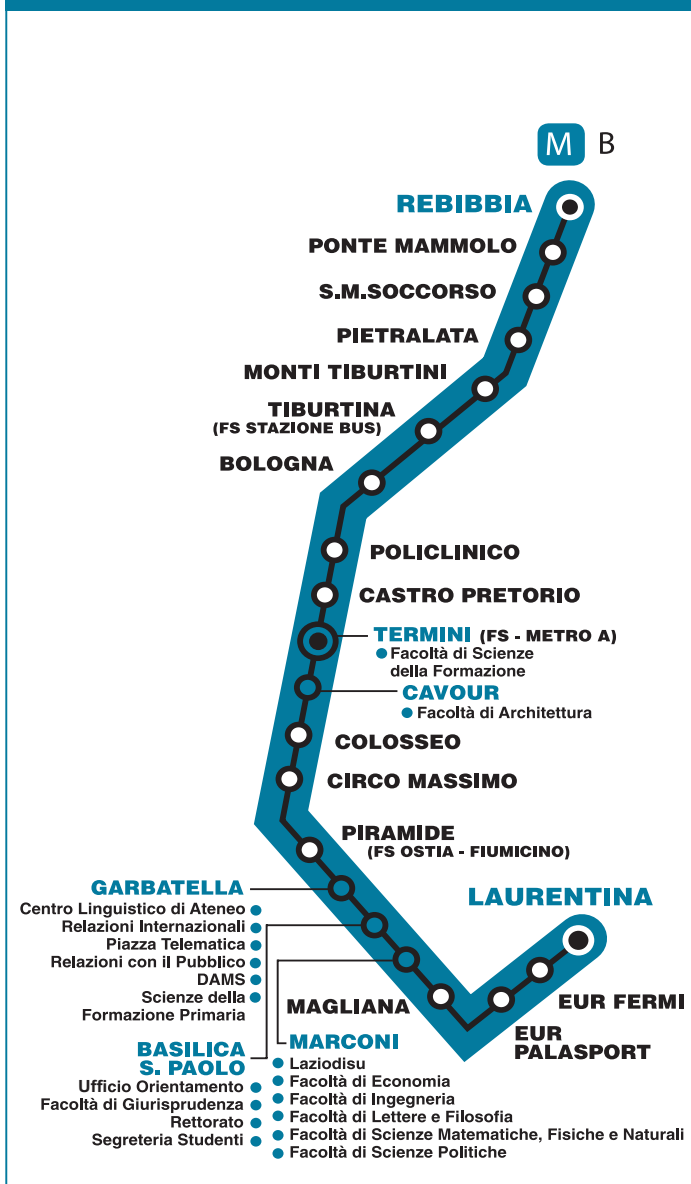 M B
REBIBBIA
PONTE MAMMOLO
S.M.SOCCORSO
PIETRALATA
MONTI TIBURTINI
TIBURTINA
(FS STAZIONE BUS)
BOLOGNA
POLICLINICO
CASTRO PRETORIO
TERMINI (FS - METRO A)
Facoltà di Scienze
della Formazione
CAVOUR
Facoltà di Architettura
COLOSSEO
CIRCO MASSIMO
PIRAMIDE
(FS OSTIA - FIUMICINO)
GARBATELLA
Centro Linguistico di Ateneo
Relazioni Internazionali
Piazza Telematica
Relazioni con il Pubblico
DAMS
Scienze della
Formazione Primaria
BASILICA
S. PAOLO
Ufficio Orientamento
Facoltà di Giurisprudenza
Rettorato
Segreteria Studenti
MARCONI
Laziodisu
Facoltà di Economia
Facoltà di Ingegneria
Facoltà di Lettere e Filosofia
Facoltà di Scienze Matematiche, Fisiche e Naturali
Facoltà di Scienze Politiche
MAGLIANA
EUR
PALASPORT
EUR FERMI
LAURENTINA